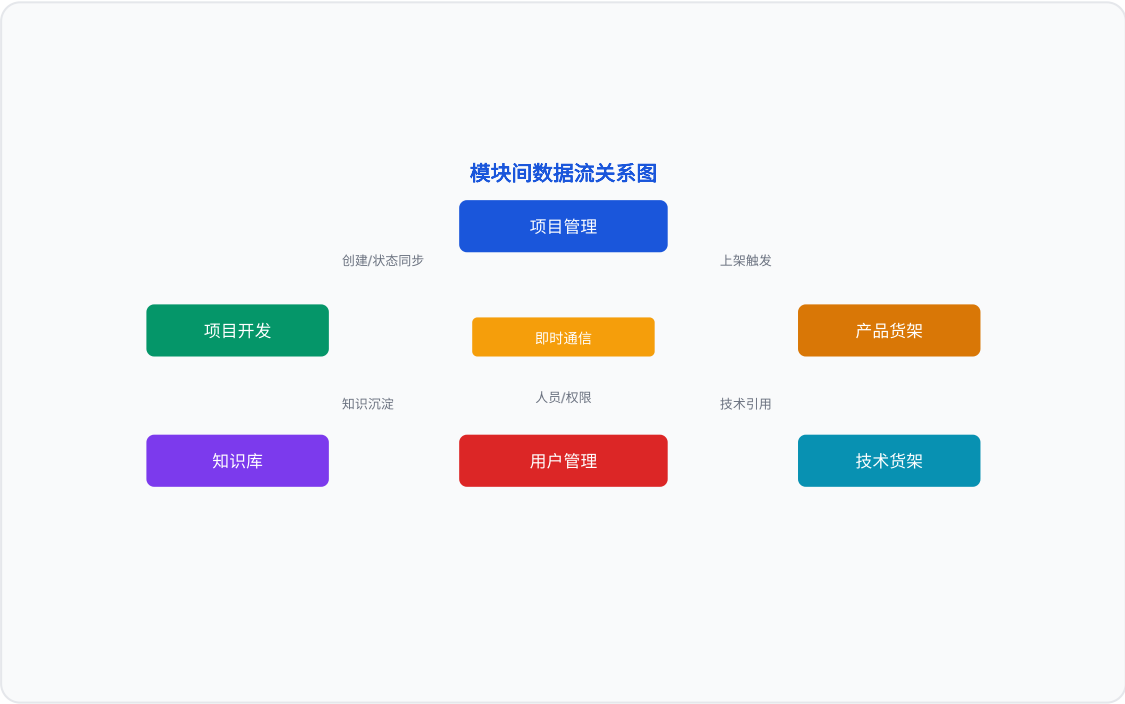 模块间数据流关系图
项目管理
创建/状态同步
上架触发
项目开发
即时通信
产品货架
知识沉淀
人员/权限
技术引用
知识库
用户管理
技术货架